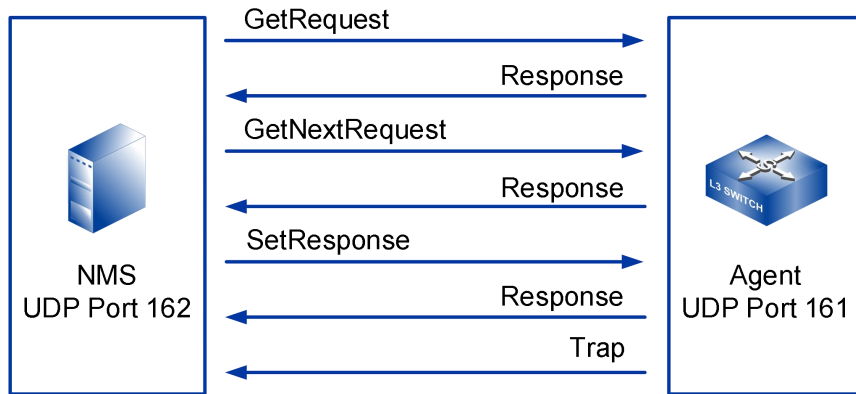 GetRequest
Response
GetNextRequest
Response
SetResponse
Response
Trap
NMS
UDP Port 162
L3 SWITCH
Agent
UDP Port 161